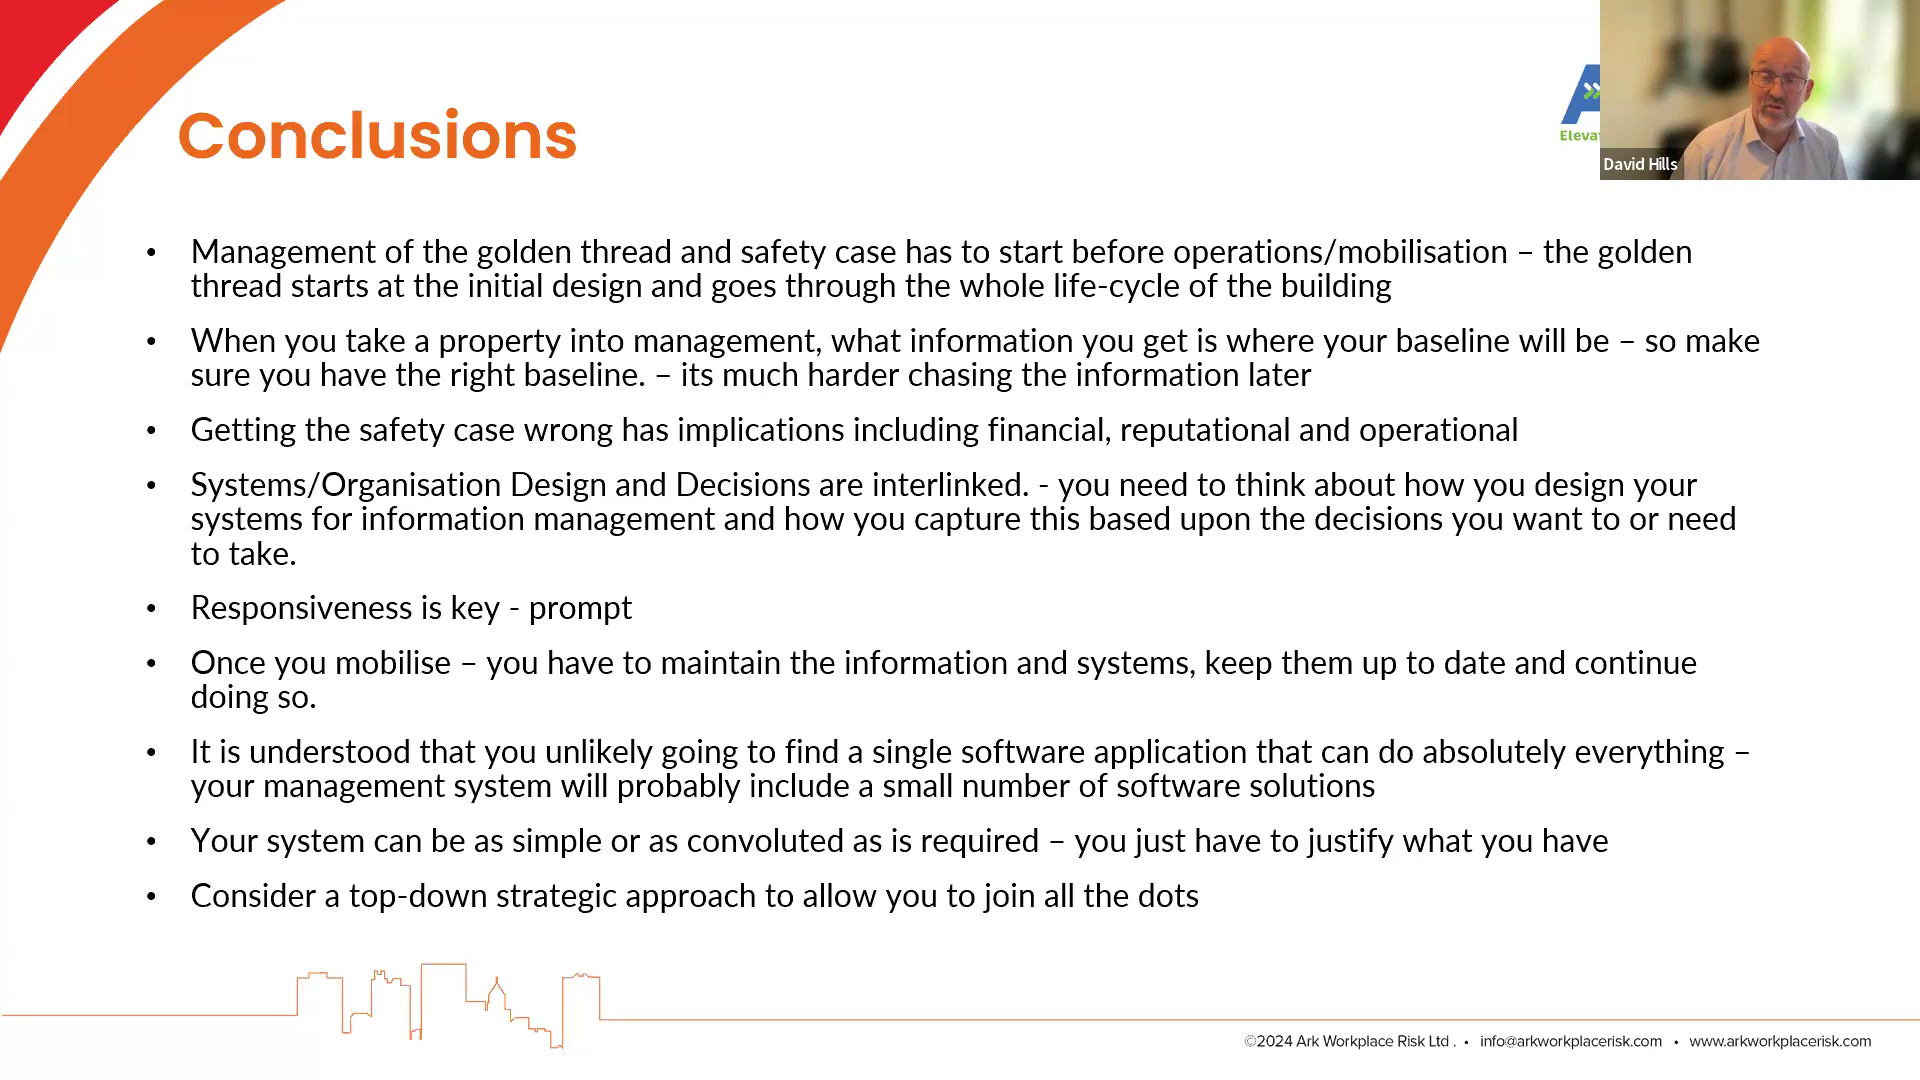 Conclusions
Eleva
David Hills
• Management of the golden thread and safety case has to start before operations/mobilisation – the golden
thread starts at the initial design and goes through the whole life-cycle of the building
• When you take a property into management, what information you get is where your baseline will be – so make
sure you have the right baseline. – its much harder chasing the information later
• Getting the safety case wrong has implications including financial, reputational and operational
• Systems/Organisation Design and Decisions are interlinked. - you need to think about how you design your
systems for information management and how you capture this based upon the decisions you want to or need
to take.
• Responsiveness is key - prompt
• Once you mobilise – you have to maintain the information and systems, keep them up to date and continue
doing so.
• It is understood that you unlikely going to find a single software application that can do absolutely everything –
your management system will probably include a small number of software solutions
• Your system can be as simple or as convoluted as is required – you just have to justify what you have
• Consider a top-down strategic approach to allow you to join all the dots
©2024 Ark Workplace Risk Ltd . • info@arkworkplacerisk.com • www.arkworkplacerisk.com